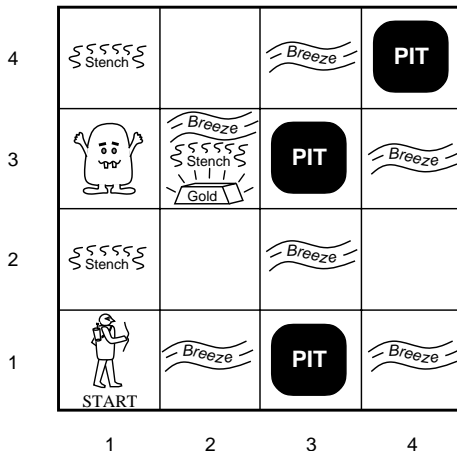 4
Stench
Breeze
PIT
3
Breeze
Stench
Gold
PIT
Breeze
2
Stench
Breeze
1
START
Breeze
PIT
Breeze
1 2 3 4